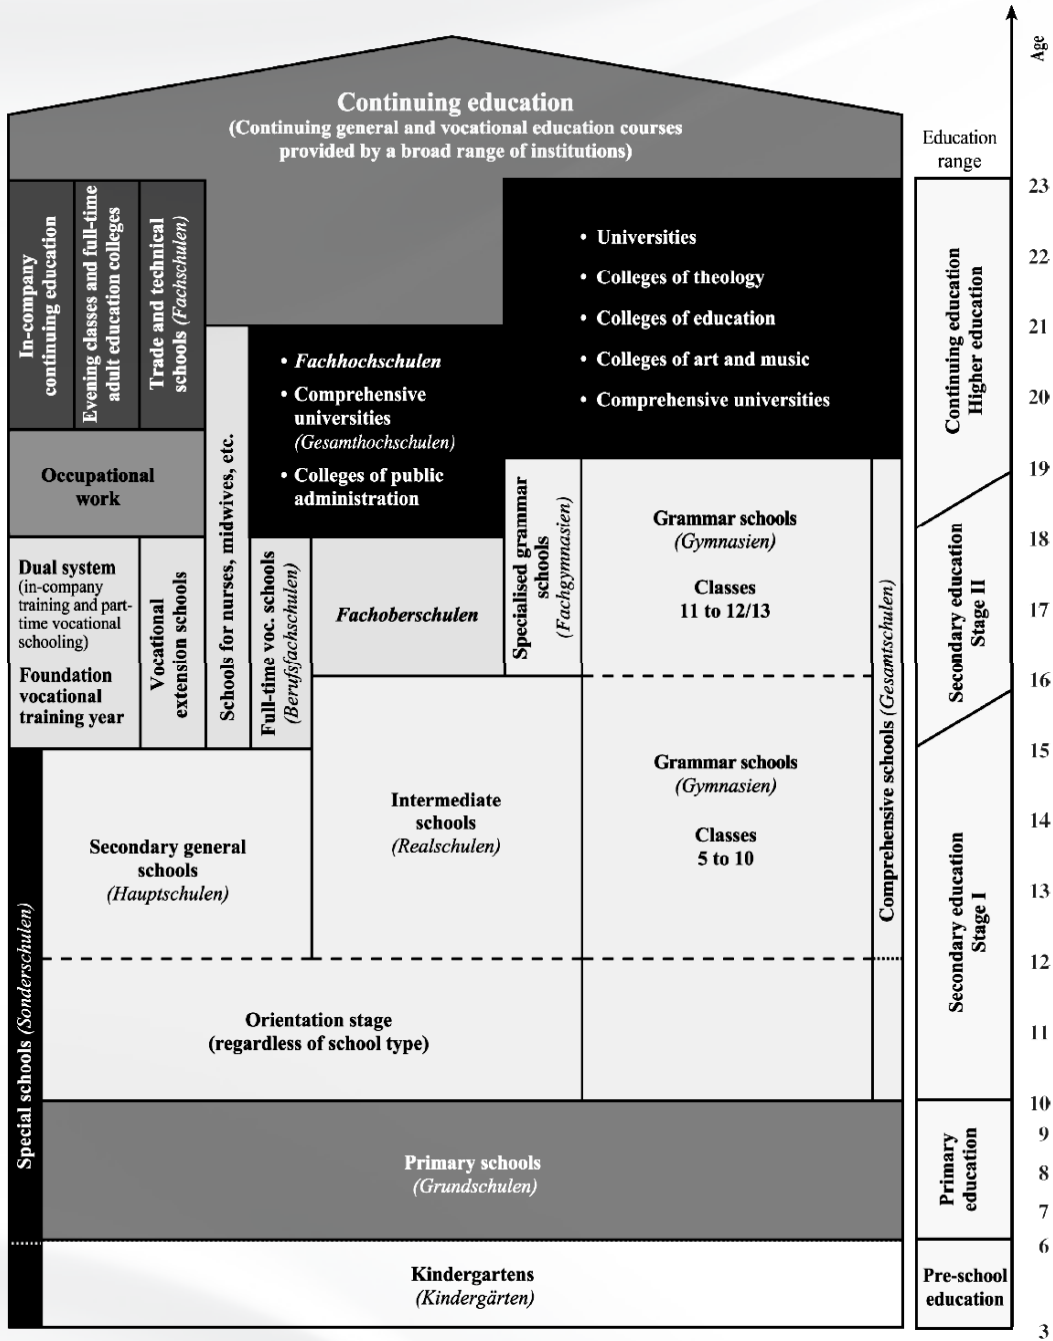 Age
Continuing education
(Continuing general and vocational education courses
provided by a broad range of institutions)
Education
range
In-company
continuing education
Evening classes and full-time
adult education colleges
Trade and technical
schools (Fachschulen)
• Universities
• Colleges of theology
• Colleges of education
• Colleges of art and music
• Comprehensive universities
• Fachhochschulen
• Comprehensive
universities
(Gesamthochschulen)
• Colleges of public
administration
Occupational
work
Dual system
(in-company
training and part-
time vocational
schooling)
Foundation
vocational
training year
Vocational
extension schools
Schools for nurses, midwives, etc.
Full-time voc. schools
(Berufsfachschulen)
Fachoberschulen
Specialised grammar
schools
(Fachgymnasien)
Grammar schools
(Gymnasien)
Classes
11 to 12/13
Comprehensive schools (Gesamtschulen)
Special schools (Sonderschulen)
Secondary general
schools
(Hauptschulen)
Intermediate
schools
(Realschulen)
Grammar schools
(Gymnasien)
Classes
5 to 10
Orientation stage
(regardless of school type)
Primary schools
(Grundschulen)
Kindergartens
(Kindergärten)
Continuing education
Higher education
Secondary education
Stage II
Secondary education
Stage I
Primary
education
Pre-school
education
23
22
21
20
19
18
17
16
15
14
13
12
11
10
9
8
7
6
3